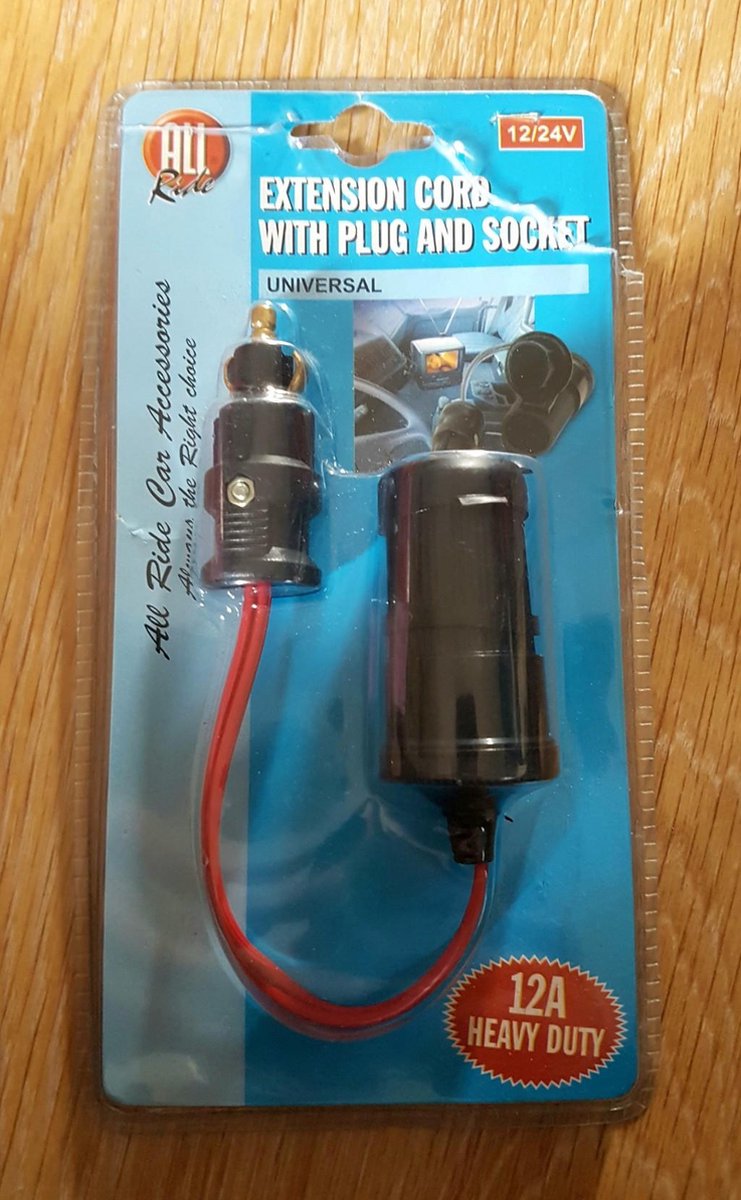 ALL
Ride
12/24V
EXTENSION CORD
WITH PLUG AND SOCKET
UNIVERSAL
All Ride Car Accessories
Always the Right choice
12A
HEAVY DUTY